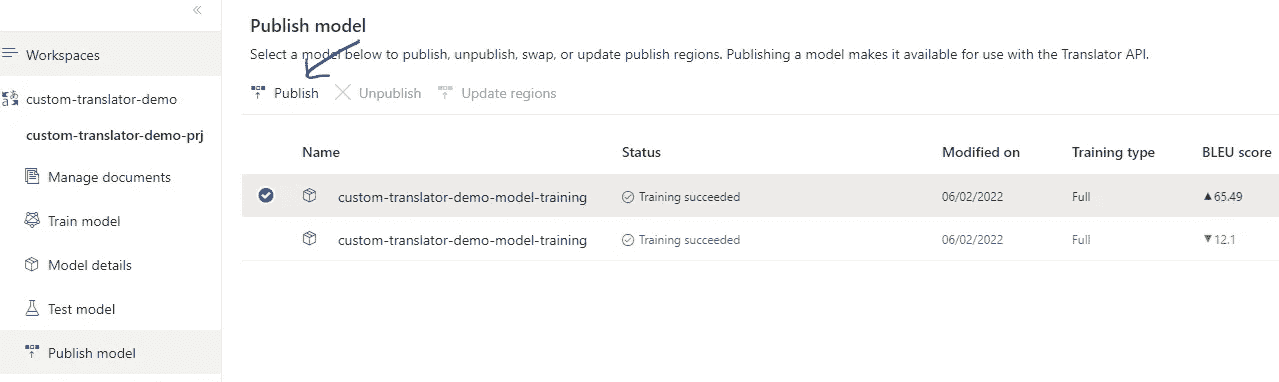 Workspaces
custom-translator-demo
custom-translator-demo-prj
Manage documents
Train model
Model details
Test model
Publish model
Publish model
Select a model below to publish, unpublish, swap, or update publish regions. Publishing a model makes it available for use with the Translator API.
Publish Unpublish Update regions
Name Status Modified on Training type BLEU score
custom-translator-demo-model-training Training succeeded 06/02/2022 Full ▲65.49
custom-translator-demo-model-training Training succeeded 06/02/2022 Full ▼12.1